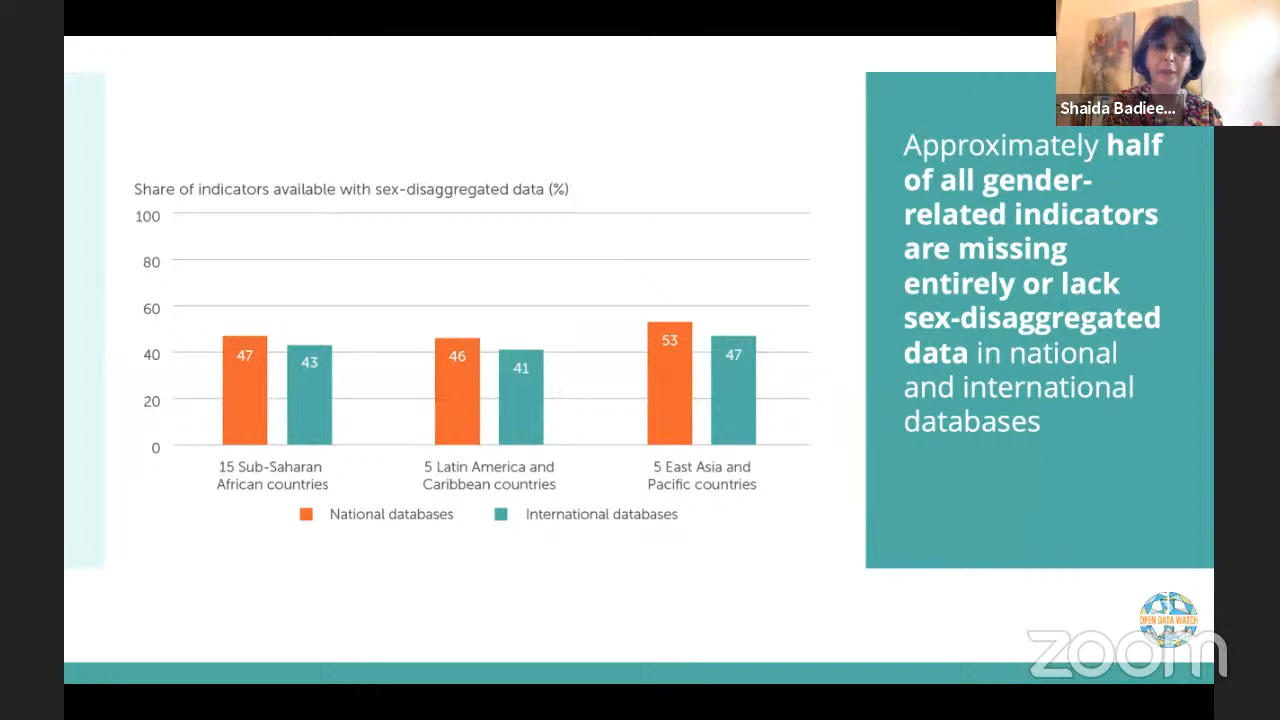 Shaida Badiee...
Share of indicators available with sex-disaggregated data (%)
100
80
60
40
20
0
47
43
46
41
53
47
15 Sub-Saharan
African countries
5 Latin America and
Caribbean countries
5 East Asia and
Pacific countries
National databases
International databases
Approximately half
of all gender-
related indicators
are missing
entirely or lack
sex-disaggregated
data in national
and international
databases
OPEN DATA WATCH
zoom